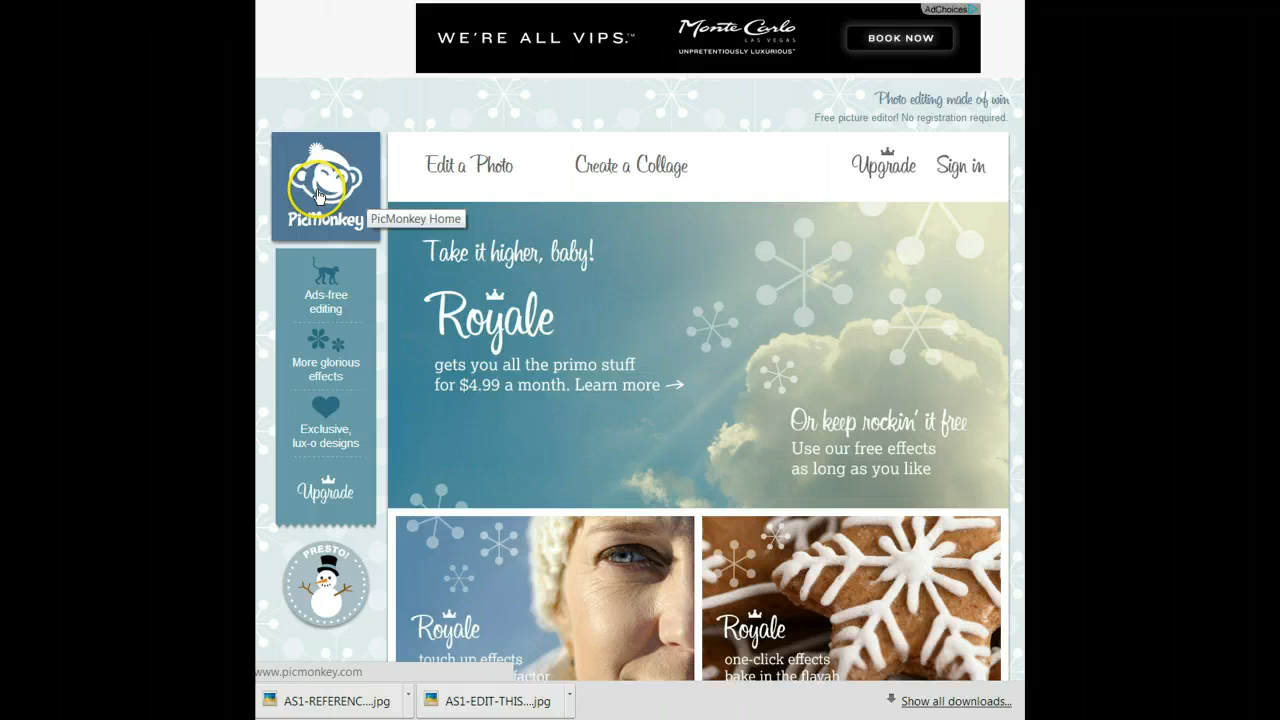 AdChoices
WE'RE ALL VIPS.™
Monte Carlo
LAS VEGAS
UNPRETENTIOUSLY LUXURIOUS™
BOOK NOW
Photo editing made of win
Free picture editor! No registration required.
PicMonkey
Edit a Photo
Create a Collage
Upgrade
Sign in
PicMonkey Home
Ads-free
editing
More glorious
effects
Exclusive,
lux-o designs
Upgrade
PRESTO!
Take it higher, baby!
Royale
gets you all the primo stuff
for $4.99 a month. Learn more →
Or keep rockin' it free
Use our free effects
as long as you like
Royale
touch up effects
factor
Royale
one-click effects
bake in the flavah
www.picmonkey.com
AS1-REFERENC....jpg
AS1-EDIT-THIS....jpg
Show all downloads...